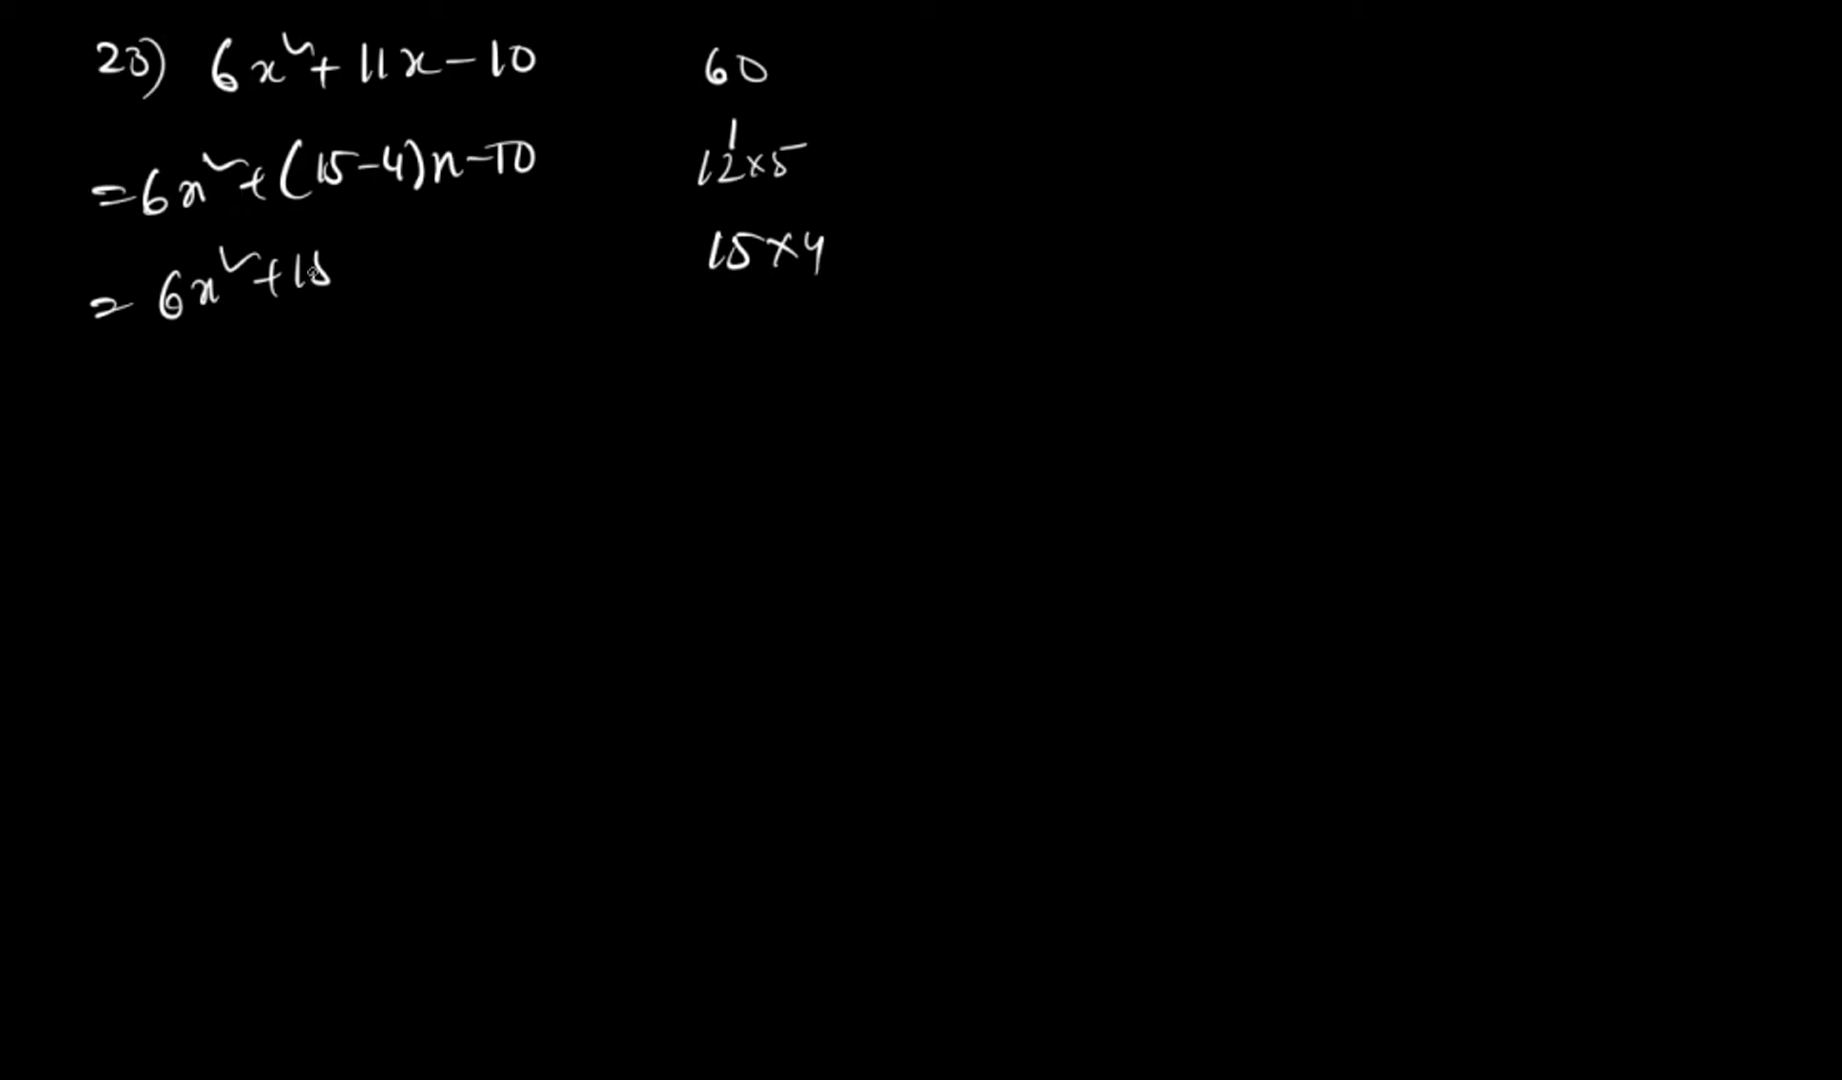 23) 6x² + 11x - 10
= 6x² + (15-4)x - 10
= 6x² + 15
60
12 × 5
15 × 4